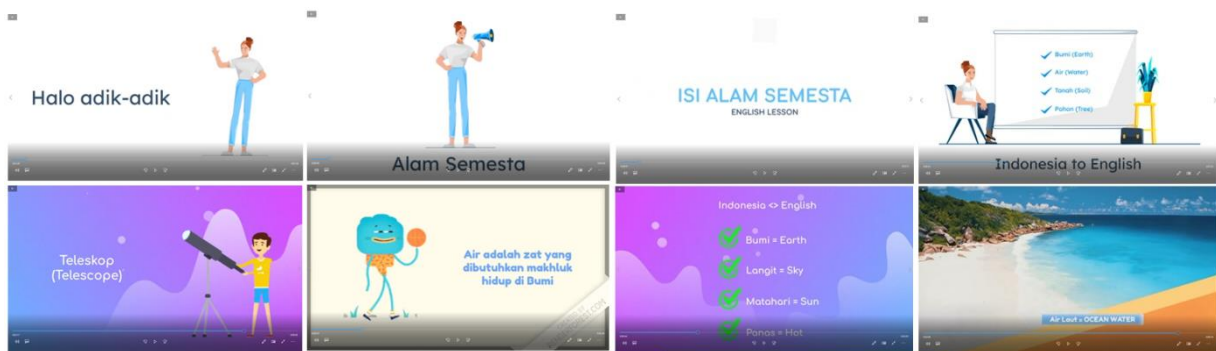 Halo adik-adik
Alam Semesta
ISI ALAM SEMESTA
ENGLISH LESSON
Bumi (Earth)
Air (Water)
Tanah (Soil)
Pohon (Tree)
Indonesia to English
Teleskop
(Telescope)
Air adalah zat yang
dibutuhkan makhluk
hidup di Bumi
Indonesia <> English
Bumi = Earth
Langit = Sky
Matahari = Sun
Panas = Hot
Air Laut = OCEAN WATER